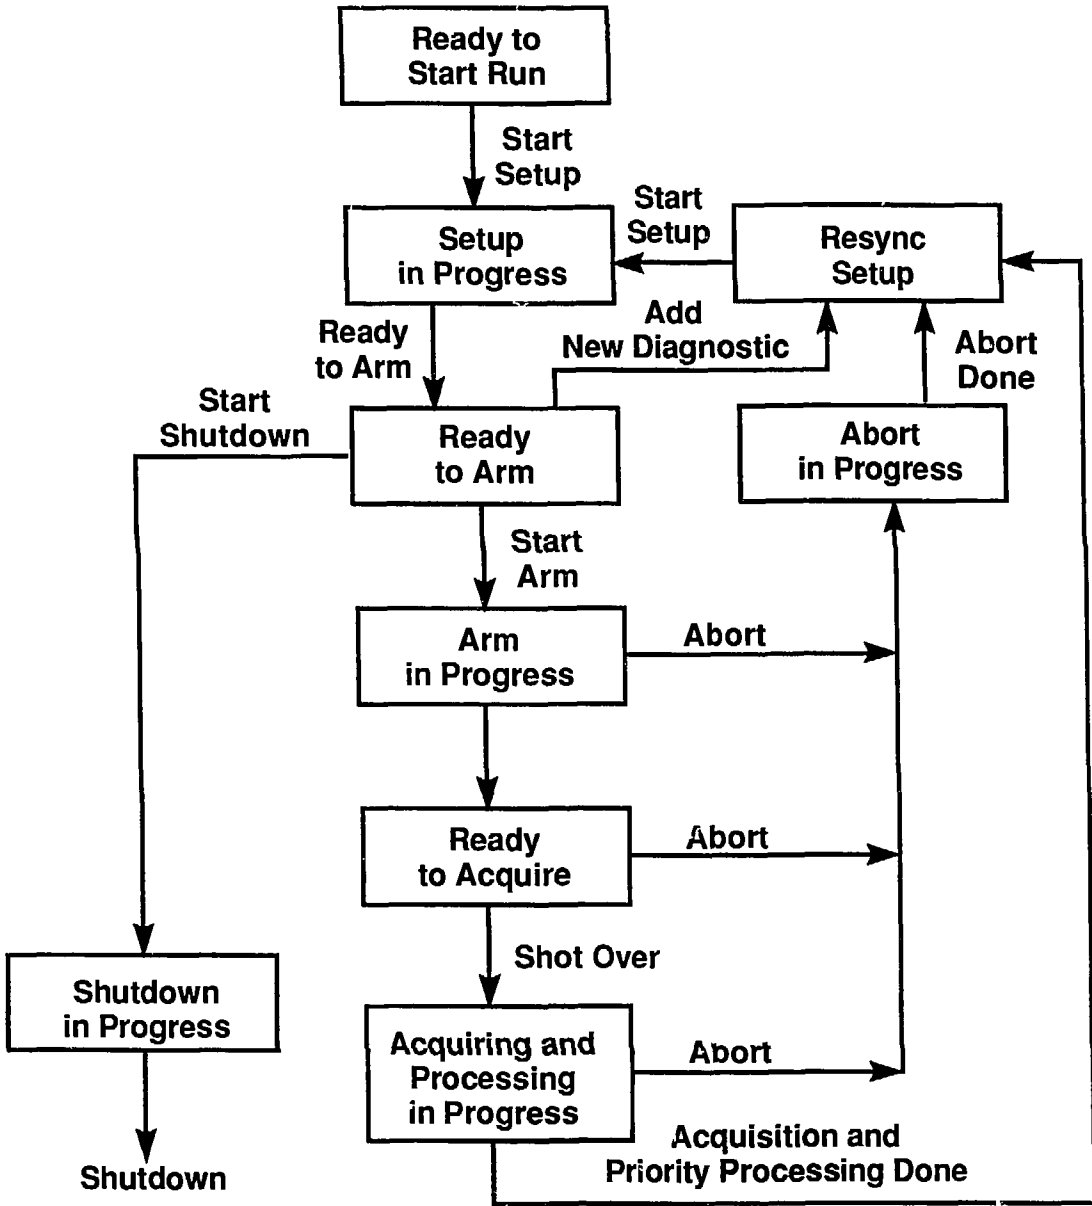 Ready to
Start Run
Start
Setup
Setup
in Progress
Start
Setup
Resync
Setup
Ready
to Arm
Add
New Diagnostic
Abort
Done
Start
Shutdown
Ready
to Arm
Abort
in Progress
Start
Arm
Arm
in Progress
Abort
Ready
to Acquire
Abort
Shot Over
Shutdown
in Progress
Acquiring and
Processing
in Progress
Abort
Acquisition and
Priority Processing Done
Shutdown